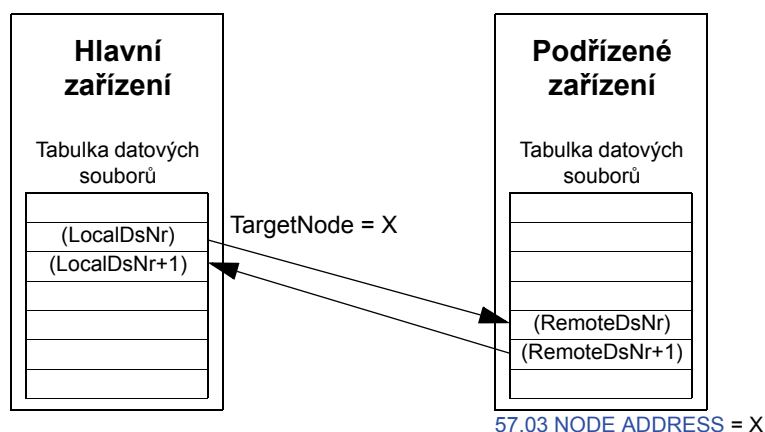 Hlavní
zařízení
Tabulka datových
souborů
(LocalDsNr)
(LocalDsNr+1)
TargetNode = X
Podřízené
zařízení
Tabulka datových
souborů
(RemoteDsNr)
(RemoteDsNr+1)
57.03 NODE ADDRESS = X